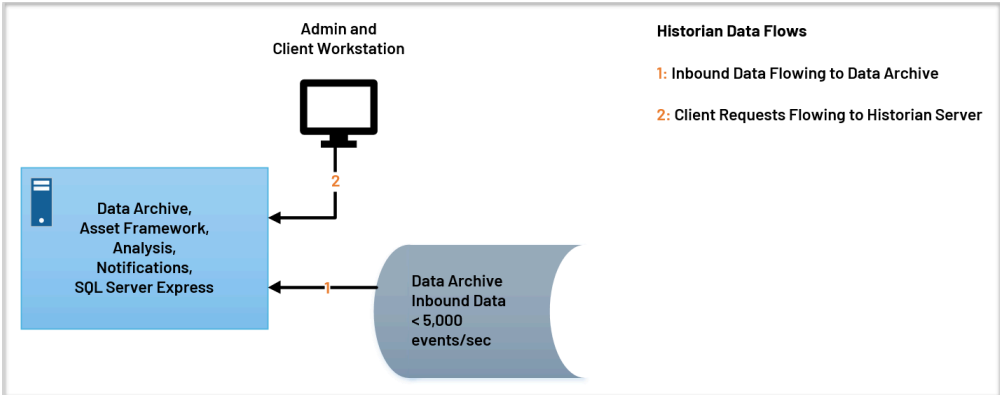 Admin and
Client Workstation
Historian Data Flows
1: Inbound Data Flowing to Data Archive
2: Client Requests Flowing to Historian Server
2
Data Archive,
Asset Framework,
Analysis,
Notifications,
SQL Server Express
1
Data Archive
Inbound Data
< 5,000
events/sec